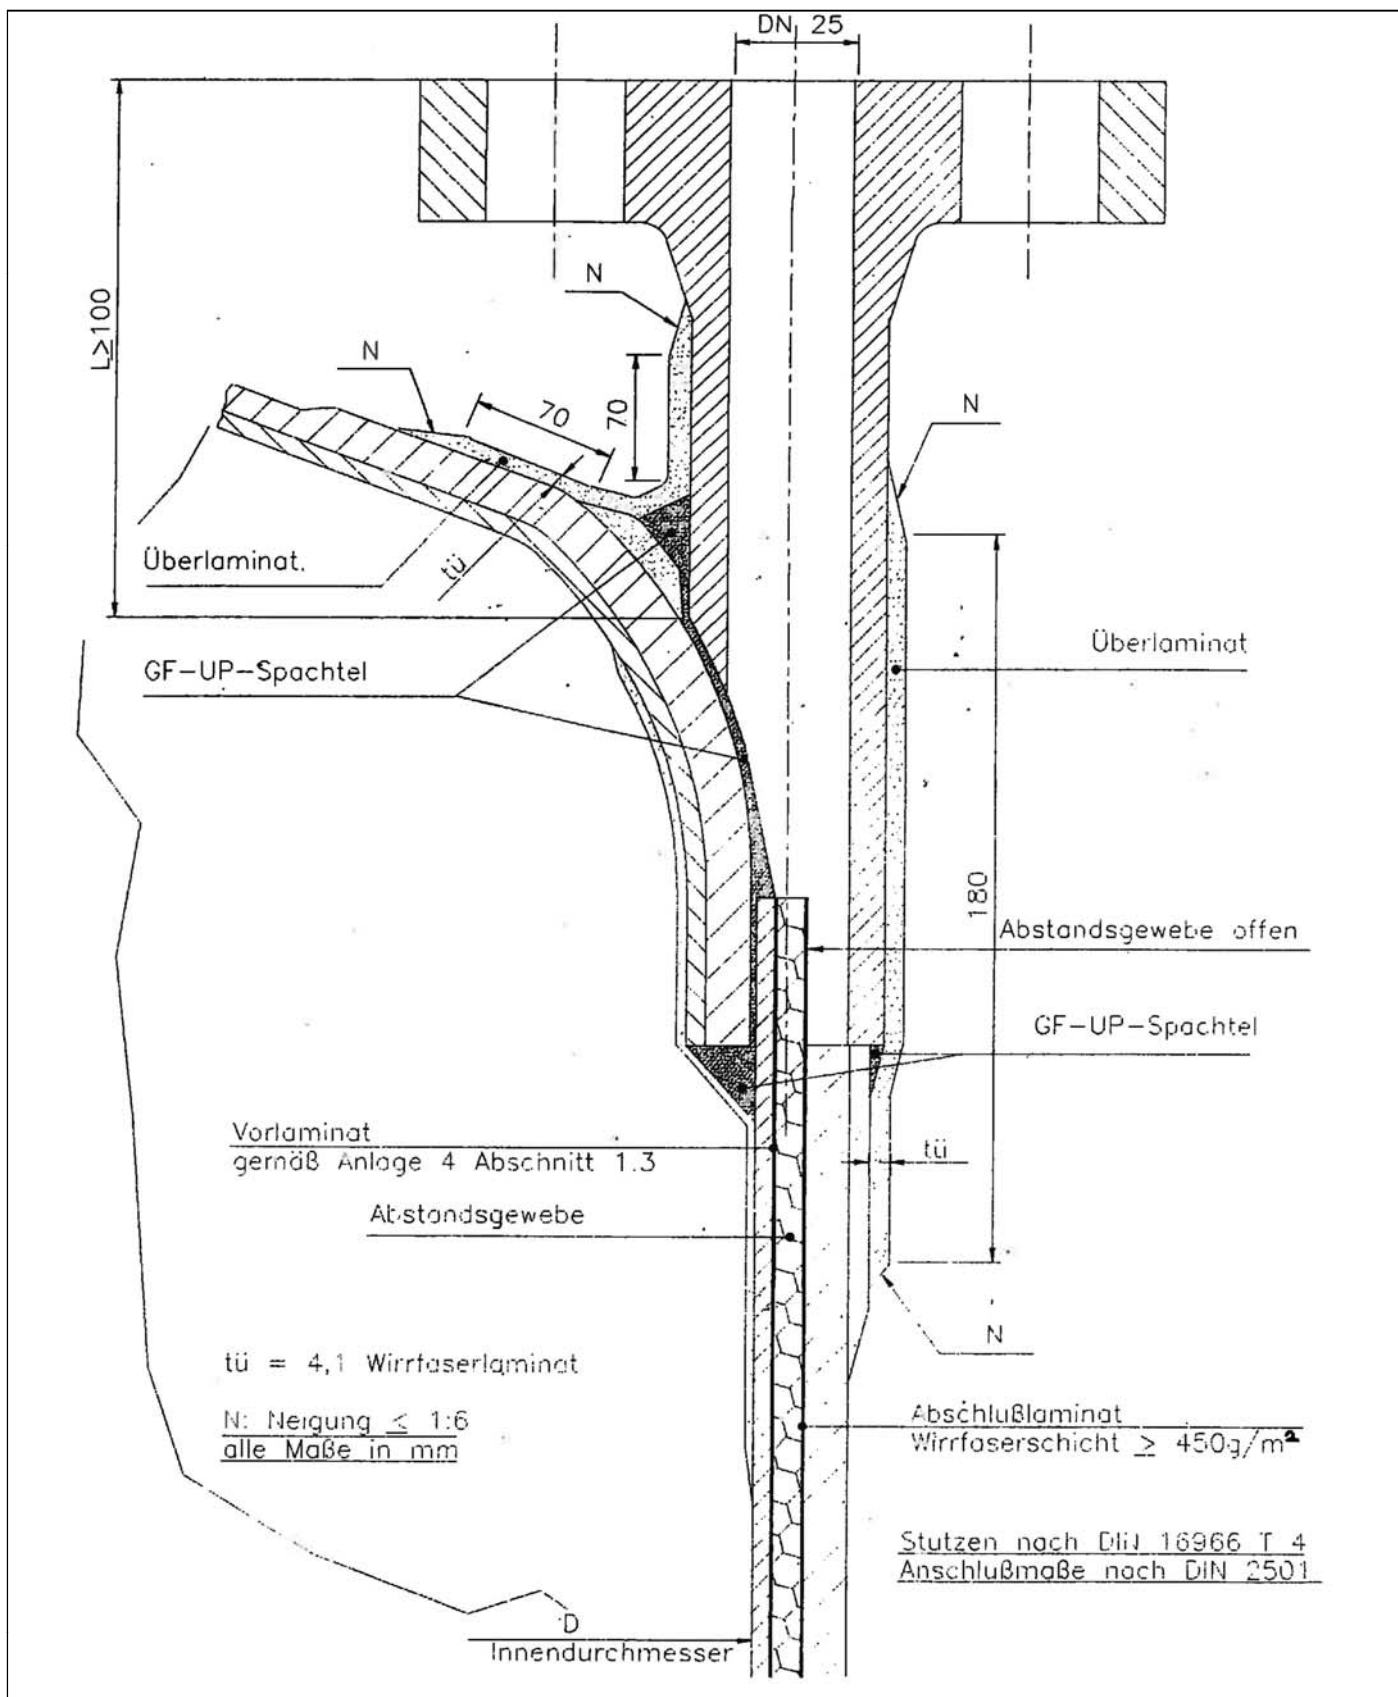 DN 25
N
L≥100
N
70
70
N
Überlaminat.
tü
GF-UP-Spachtel
Überlaminat
180
Abstandsgewebe offen
GF-UP-Spachtel
Vorlaminat
gemäß Anlage 4 Abschnitt 1.3
tü
Abstandsgewebe
N
tü = 4,1 Wirrfaserlaminat
N: Neigung ≤ 1:6
alle Maße in mm
Abschlußlaminat
Wirrfaserschicht ≥ 450g/m²
Stutzen nach DIN 16966 T 4
Anschlußmaße nach DIN 2501
D
Innendurchmesser